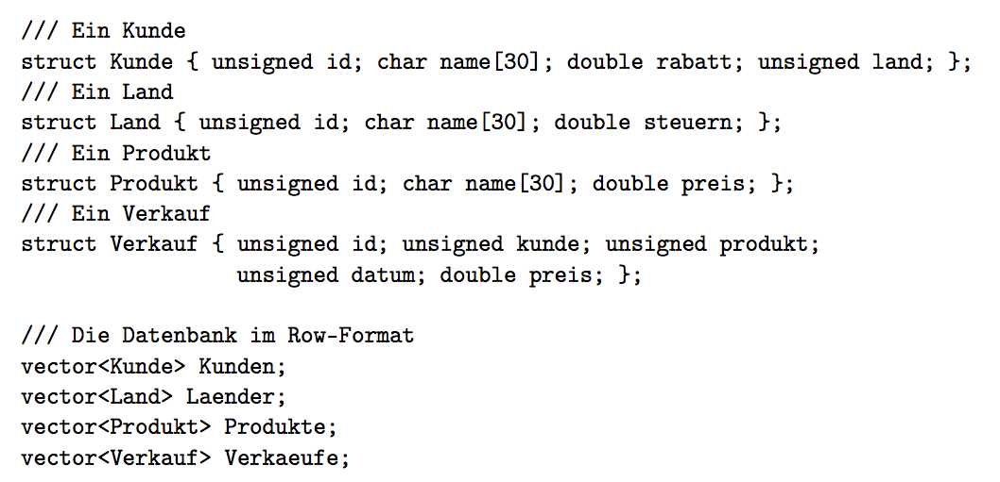 /// Ein Kunde
struct Kunde { unsigned id; char name[30]; double rabatt; unsigned land; };
/// Ein Land
struct Land { unsigned id; char name[30]; double steuern; };
/// Ein Produkt
struct Produkt { unsigned id; char name[30]; double preis; };
/// Ein Verkauf
struct Verkauf { unsigned id; unsigned kunde; unsigned produkt;
unsigned datum; double preis; };
/// Die Datenbank im Row-Format
vector<Kunde> Kunden;
vector<Land> Laender;
vector<Produkt> Produkte;
vector<Verkauf> Verkaeufe;